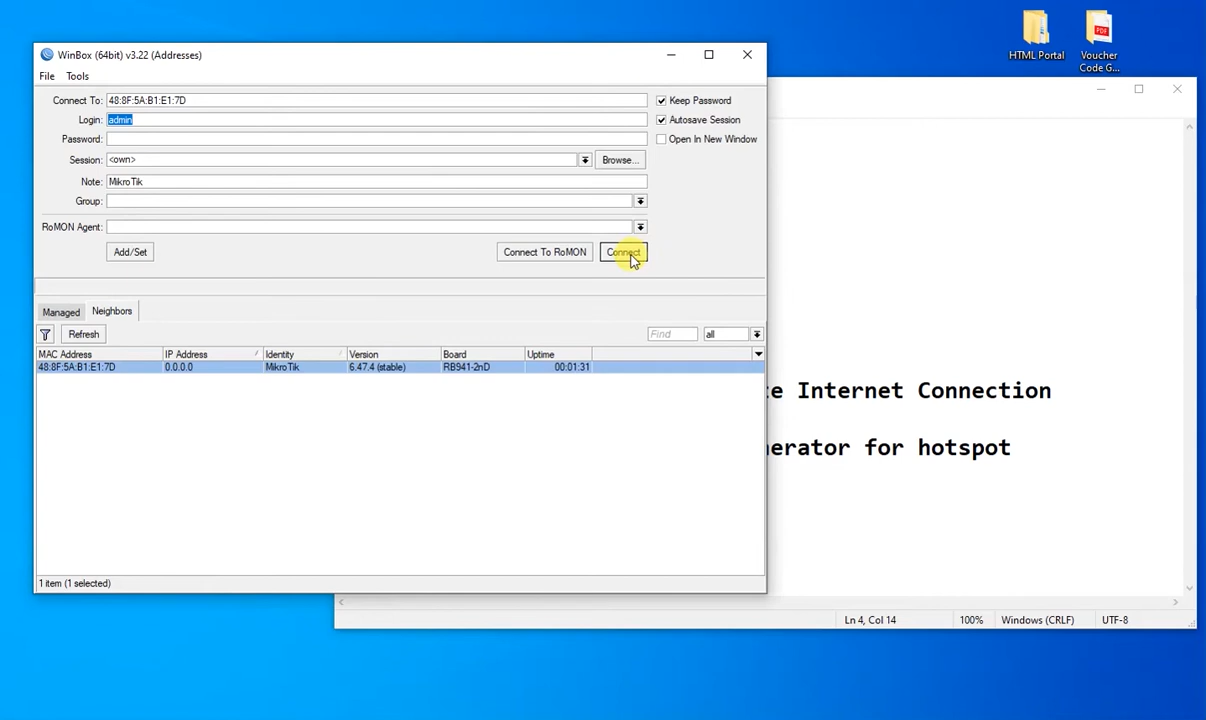 HTML Portal
Voucher
Code G...
WinBox (64bit) v3.22 (Addresses)
File Tools
Connect To: 48:8F:5A:B1:E1:7D
Keep Password
Login: admin
Autosave Session
Password:
Open In New Window
Session: <own>
Browse...
Note: MikroTik
Group:
RoMON Agent:
Add/Set
Connect To RoMON
Connect
Managed Neighbors
Refresh
Find
all
MAC Address IP Address Identity Version Board Uptime
48:8F:5A:B1:E1:7D 0.0.0.0 MikroTik 6.47.4 (stable) RB941-2nD 00:01:31
1 item (1 selected)
Internet Connection
for hotspot
Ln 4, Col 14 100% Windows (CRLF) UTF-8